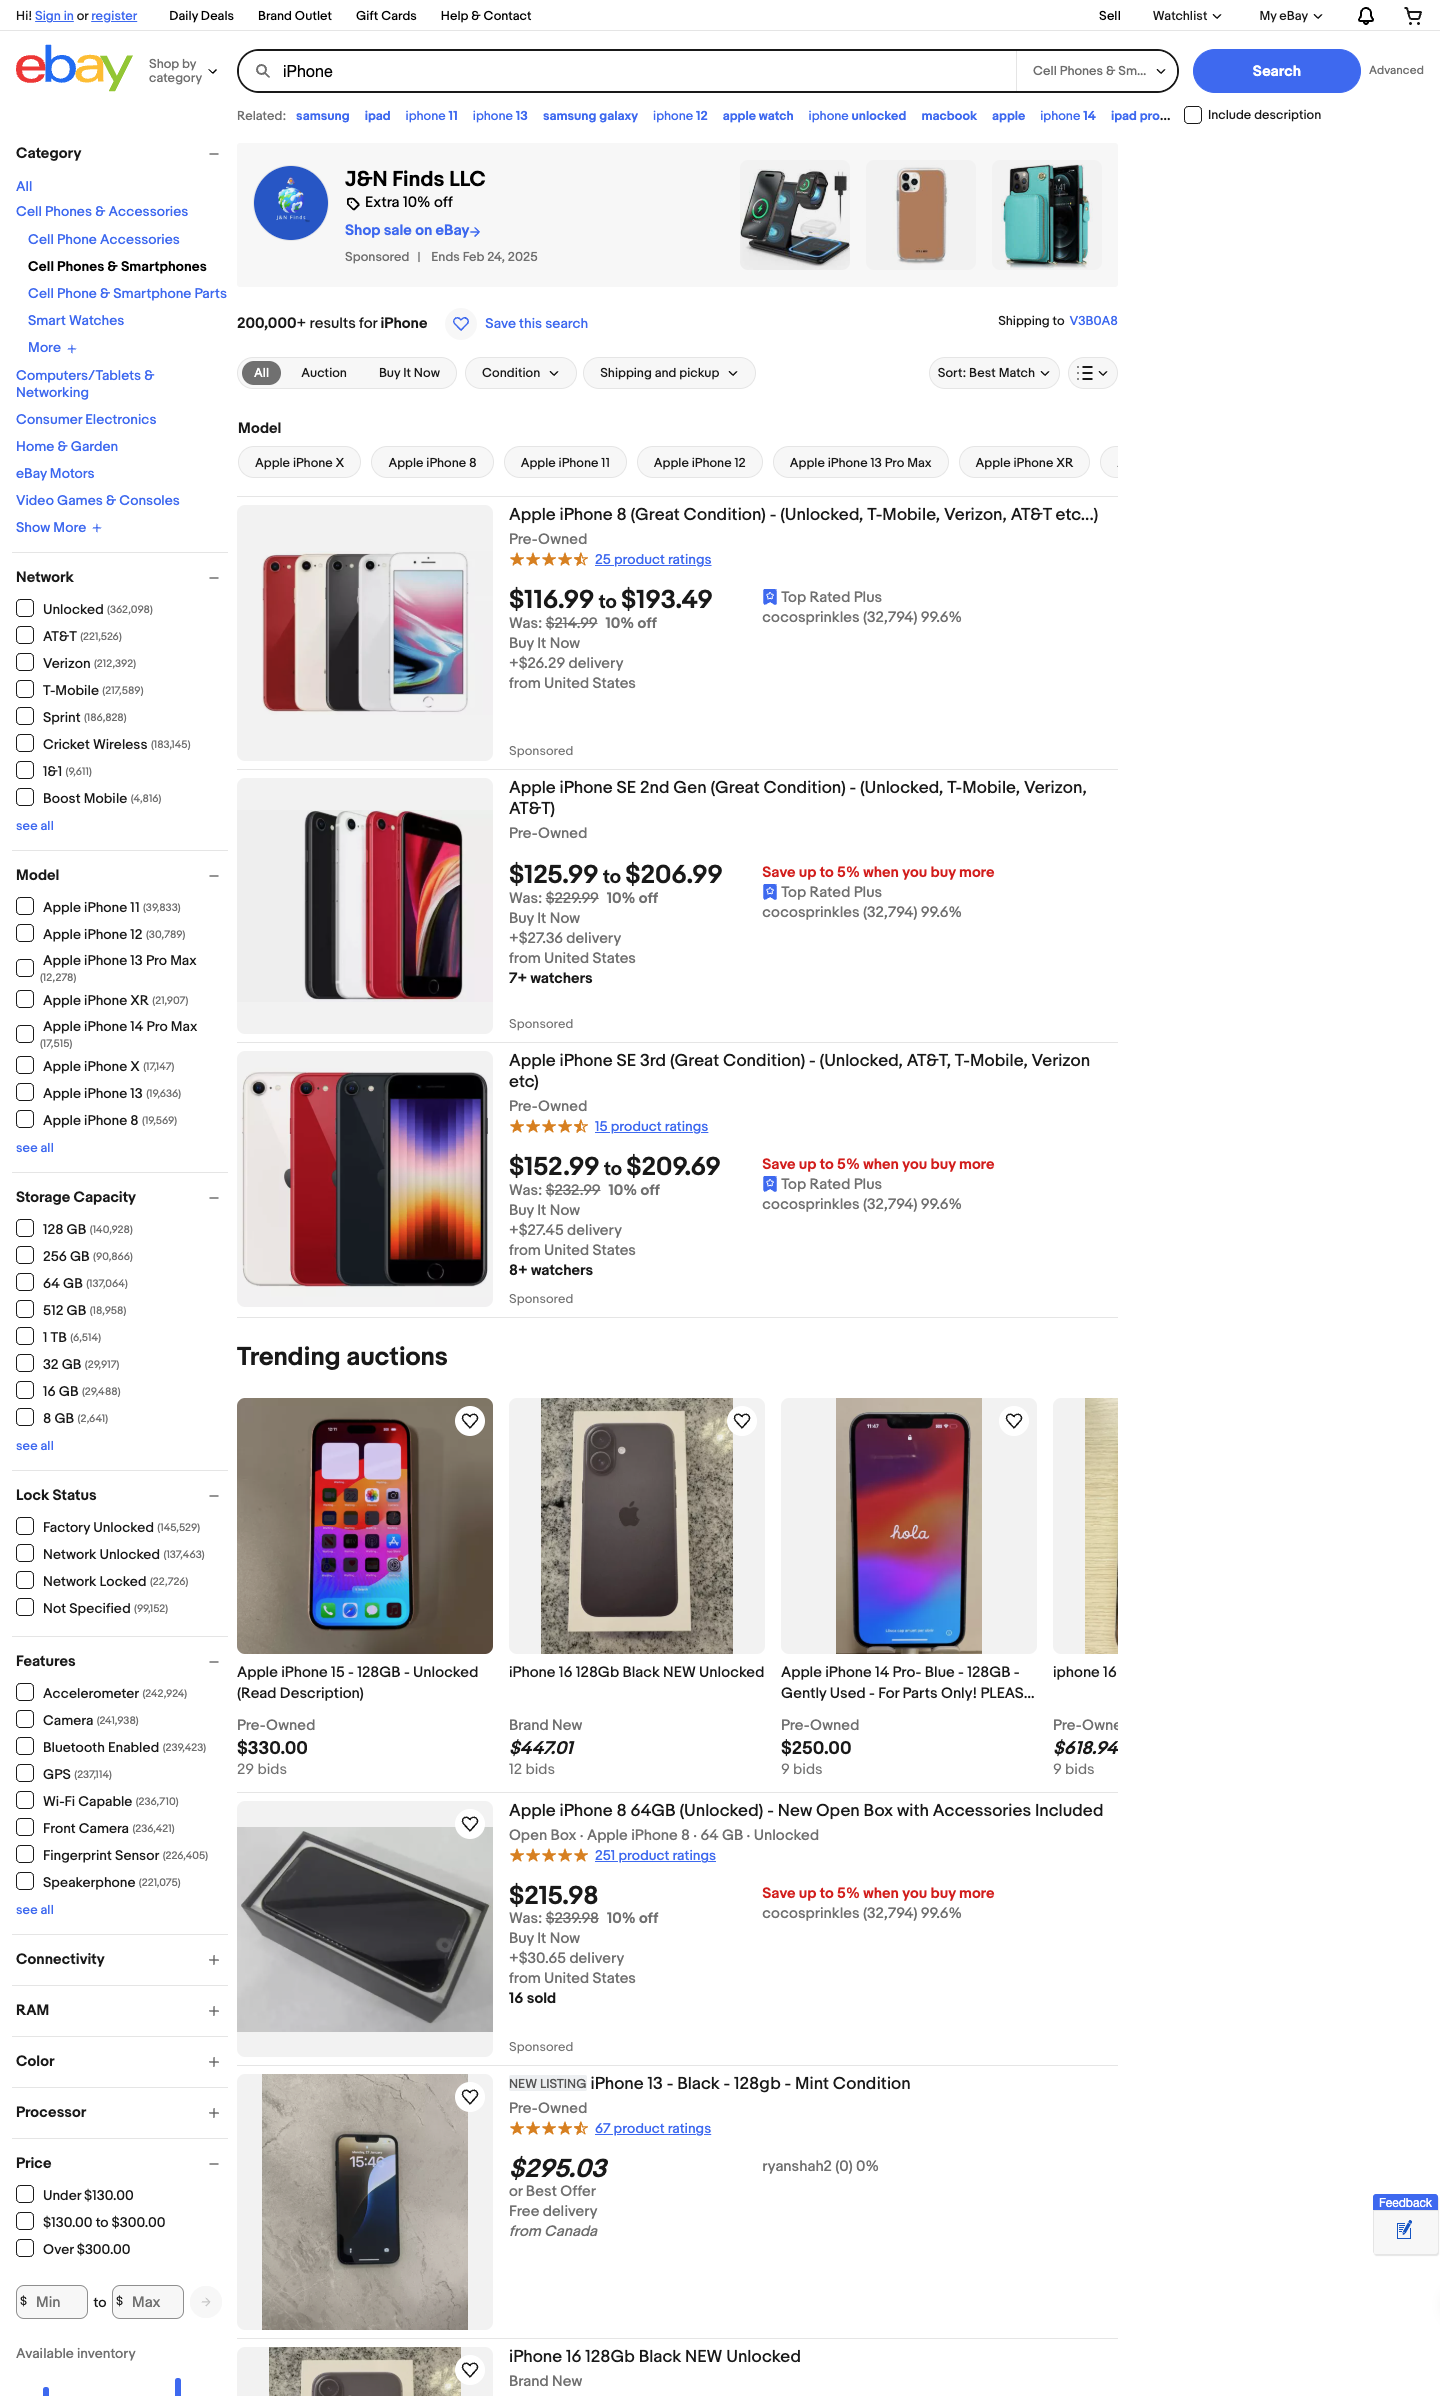 Hi! Sign in or register
Daily Deals
Brand Outlet
Gift Cards
Help & Contact
Sell
Watchlist
My eBay
ebay
Shop by
category
iPhone
Cell Phones & Sm...
Search
Advanced
Related: samsung ipad iphone 11 iphone 13 samsung galaxy iphone 12 apple watch iphone unlocked macbook apple iphone 14 ipad pro...
Include description
Category
All
Cell Phones & Accessories
Cell Phone Accessories
Cell Phones & Smartphones
Cell Phone & Smartphone Parts
Smart Watches
More
Computers/Tablets &
Networking
Consumer Electronics
Home & Garden
eBay Motors
Video Games & Consoles
Show More
Network
Unlocked (362,098)
AT&T (221,526)
Verizon (212,392)
T-Mobile (217,589)
Sprint (186,828)
Cricket Wireless (183,145)
1&1 (9,611)
Boost Mobile (4,816)
see all
Model
Apple iPhone 11 (39,833)
Apple iPhone 12 (30,789)
Apple iPhone 13 Pro Max
(12,278)
Apple iPhone XR (21,907)
Apple iPhone 14 Pro Max
(17,515)
Apple iPhone X (17,147)
Apple iPhone 13 (19,636)
Apple iPhone 8 (19,569)
see all
Storage Capacity
128 GB (140,928)
256 GB (90,866)
64 GB (137,064)
512 GB (18,958)
1 TB (6,514)
32 GB (29,917)
16 GB (29,488)
8 GB (2,641)
see all
Lock Status
Factory Unlocked (145,529)
Network Unlocked (137,463)
Network Locked (22,726)
Not Specified (99,152)
Features
Accelerometer (242,924)
Camera (241,938)
Bluetooth Enabled (239,423)
GPS (237,114)
Wi-Fi Capable (236,710)
Front Camera (236,421)
Fingerprint Sensor (226,405)
Speakerphone (221,075)
see all
Connectivity
RAM
Color
Processor
Price
Under $130.00
$130.00 to $300.00
Over $300.00
$ Min to $ Max
Available inventory
J&N Finds
J&N Finds LLC
Extra 10% off
Shop sale on eBay
Sponsored | Ends Feb 24, 2025
200,000+ results for iPhone
Save this search
Shipping to V3B0A8
All
Auction
Buy It Now
Condition
Shipping and pickup
Sort: Best Match
Model
Apple iPhone X
Apple iPhone 8
Apple iPhone 11
Apple iPhone 12
Apple iPhone 13 Pro Max
Apple iPhone XR
Apple iPhone 8 (Great Condition) - (Unlocked, T-Mobile, Verizon, AT&T etc...)
Pre-Owned
25 product ratings
$116.99 to $193.49
Was: $214.99 10% off
Buy It Now
+$26.29 delivery
from United States
Top Rated Plus
cocosprinkles (32,794) 99.6%
Sponsored
Apple iPhone SE 2nd Gen (Great Condition) - (Unlocked, T-Mobile, Verizon,
AT&T)
Pre-Owned
$125.99 to $206.99
Was: $229.99 10% off
Buy It Now
+$27.36 delivery
from United States
7+ watchers
Save up to 5% when you buy more
Top Rated Plus
cocosprinkles (32,794) 99.6%
Sponsored
Apple iPhone SE 3rd (Great Condition) - (Unlocked, AT&T, T-Mobile, Verizon
etc)
Pre-Owned
15 product ratings
$152.99 to $209.69
Was: $232.99 10% off
Buy It Now
+$27.45 delivery
from United States
8+ watchers
Save up to 5% when you buy more
Top Rated Plus
cocosprinkles (32,794) 99.6%
Sponsored
Trending auctions
12:11
Apple iPhone 15 - 128GB - Unlocked
(Read Description)
Pre-Owned
$330.00
29 bids
iPhone 16 128Gb Black NEW Unlocked
Brand New
$447.01
12 bids
11:47
hola
Apple iPhone 14 Pro- Blue - 128GB -
Gently Used - For Parts Only! PLEAS...
Pre-Owned
$250.00
9 bids
iphone 16
Pre-Owne
$618.94
9 bids
Apple iPhone 8 64GB (Unlocked) - New Open Box with Accessories Included
Open Box · Apple iPhone 8 · 64 GB · Unlocked
251 product ratings
$215.98
Was: $239.98 10% off
Buy It Now
+$30.65 delivery
from United States
16 sold
Save up to 5% when you buy more
cocosprinkles (32,794) 99.6%
Sponsored
NEW LISTING iPhone 13 - Black - 128gb - Mint Condition
Pre-Owned
67 product ratings
$295.03
or Best Offer
Free delivery
from Canada
ryanshah2 (0) 0%
iPhone 16 128Gb Black NEW Unlocked
Brand New
Feedback